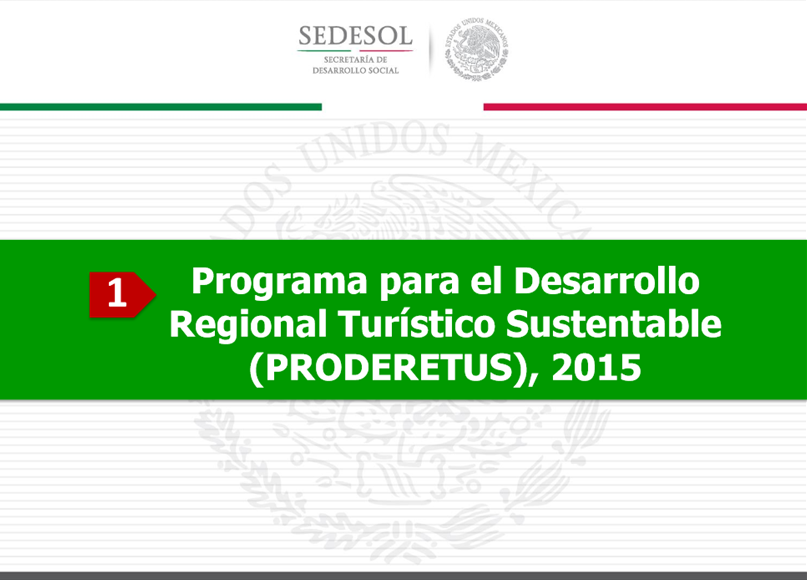 SEDESOL
SECRETARÍA DE
DESARROLLO SOCIAL
ESTADOS UNIDOS MEXICANOS
DOS UNIDOS MEXICA
1
Programa para el Desarrollo
Regional Turístico Sustentable
(PRODERETUS), 2015